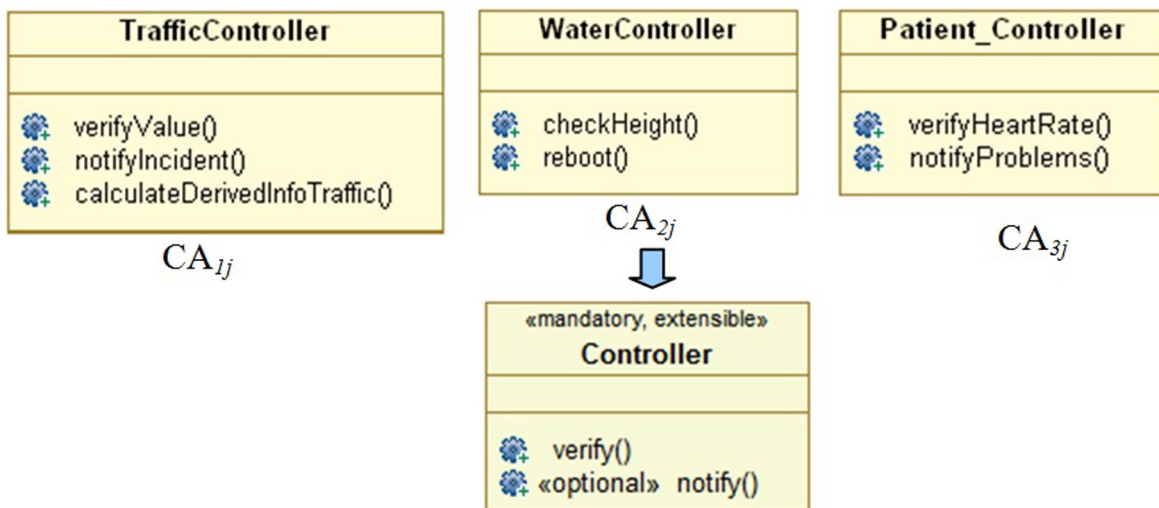 TrafficController
verifyValue()
notifyIncident()
calculateDerivedInfoTraffic()
CA1j
WaterController
checkHeight()
reboot()
CA2j
Patient_Controller
verifyHeartRate()
notifyProblems()
CA3j
«mandatory, extensible»
Controller
verify()
«optional» notify()